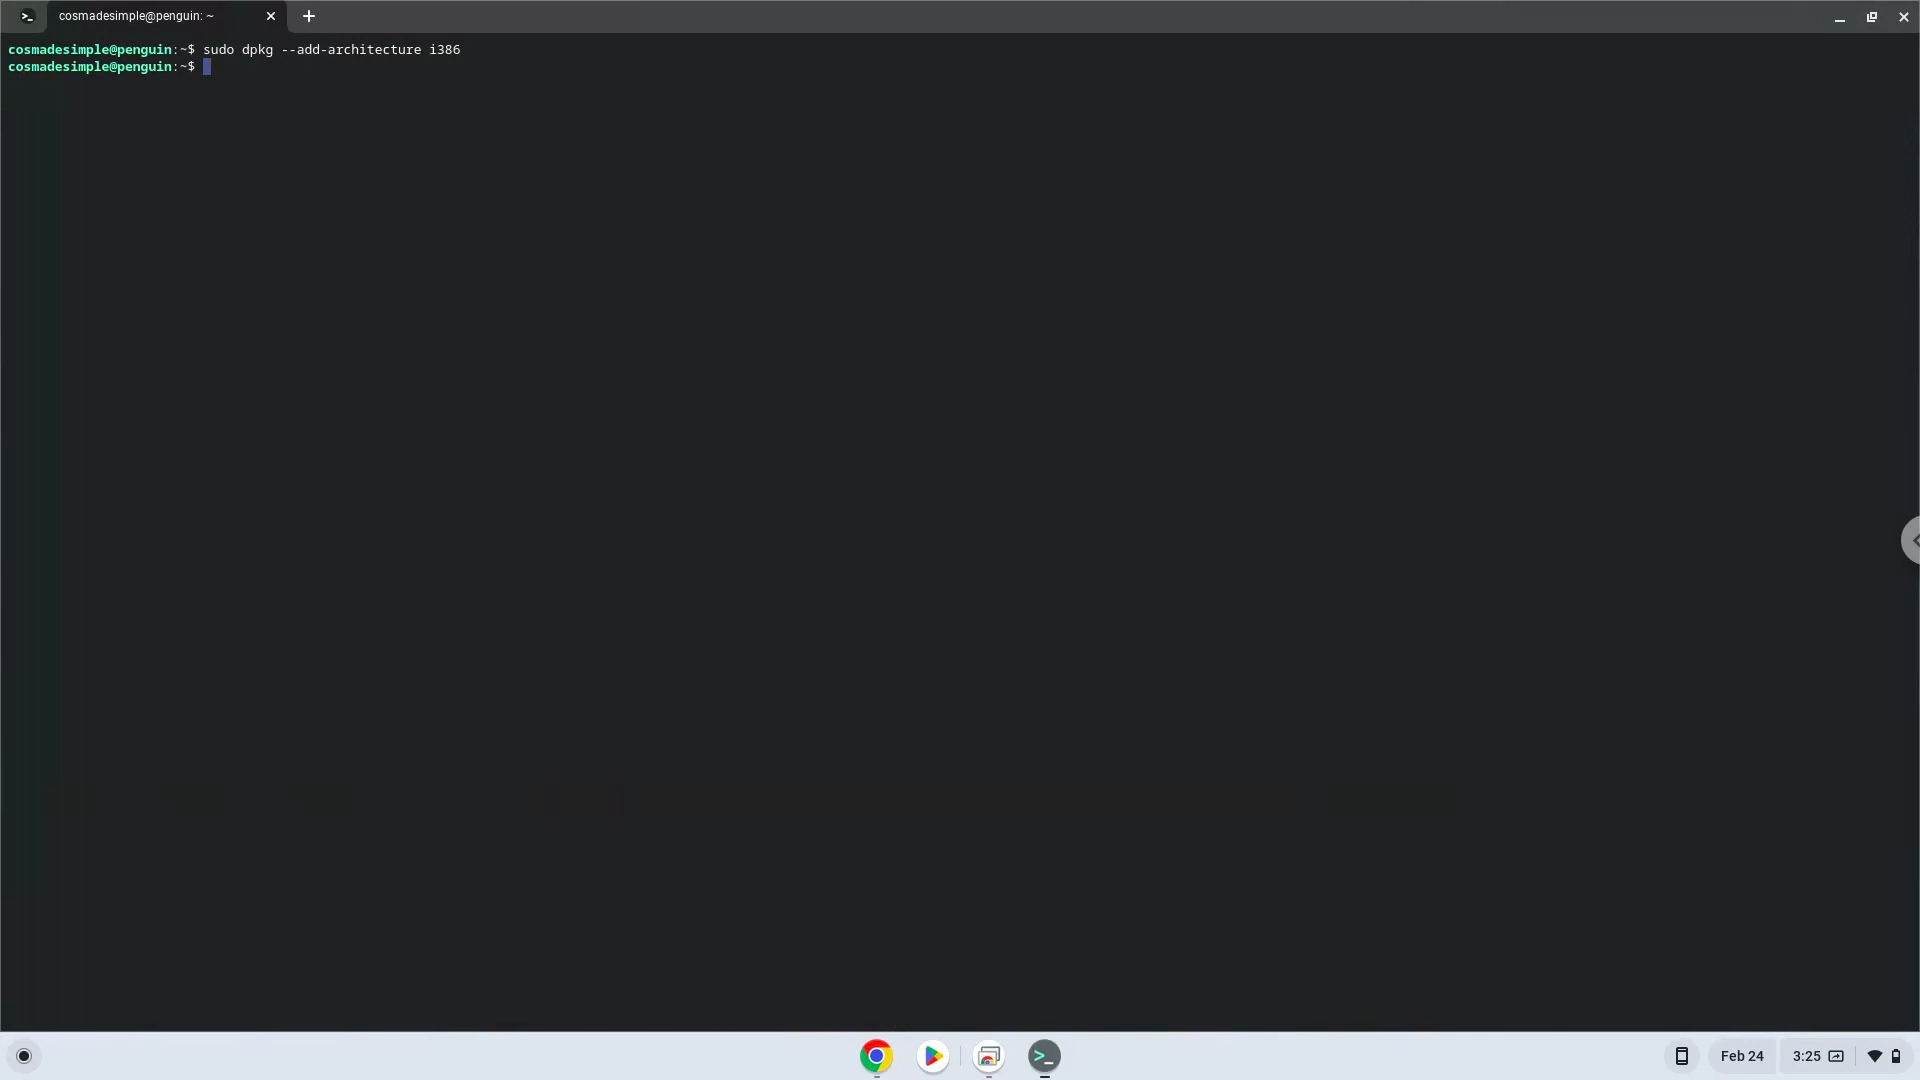 cosmadesimple@penguin: ~
cosmadesimple@penguin:~$ sudo dpkg --add-architecture i386
cosmadesimple@penguin:~$
Feb 24
3:25